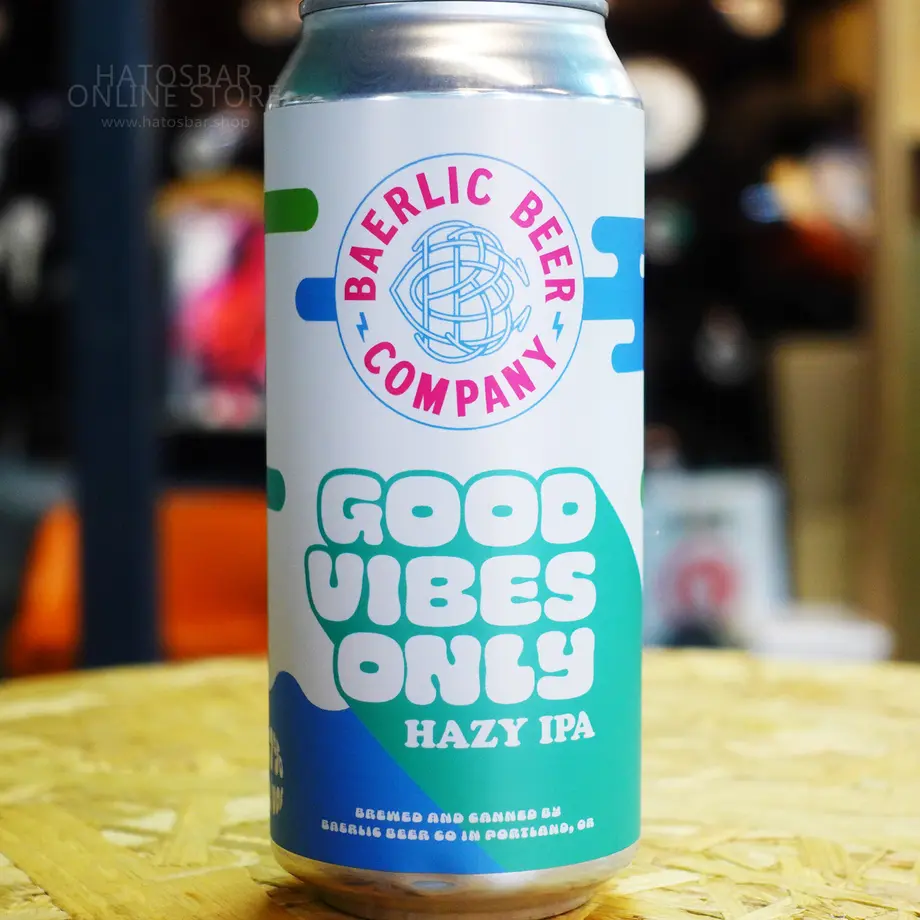 HATOSBAR
ONLINE STORE
www.hatosbar.shop
BAERLIC BEER
COMPANY
GOOD
VIBES
ONLY
HAZY IPA
BREWED AND CANNED BY
BAERLIC BEER CO IN PORTLAND, OR